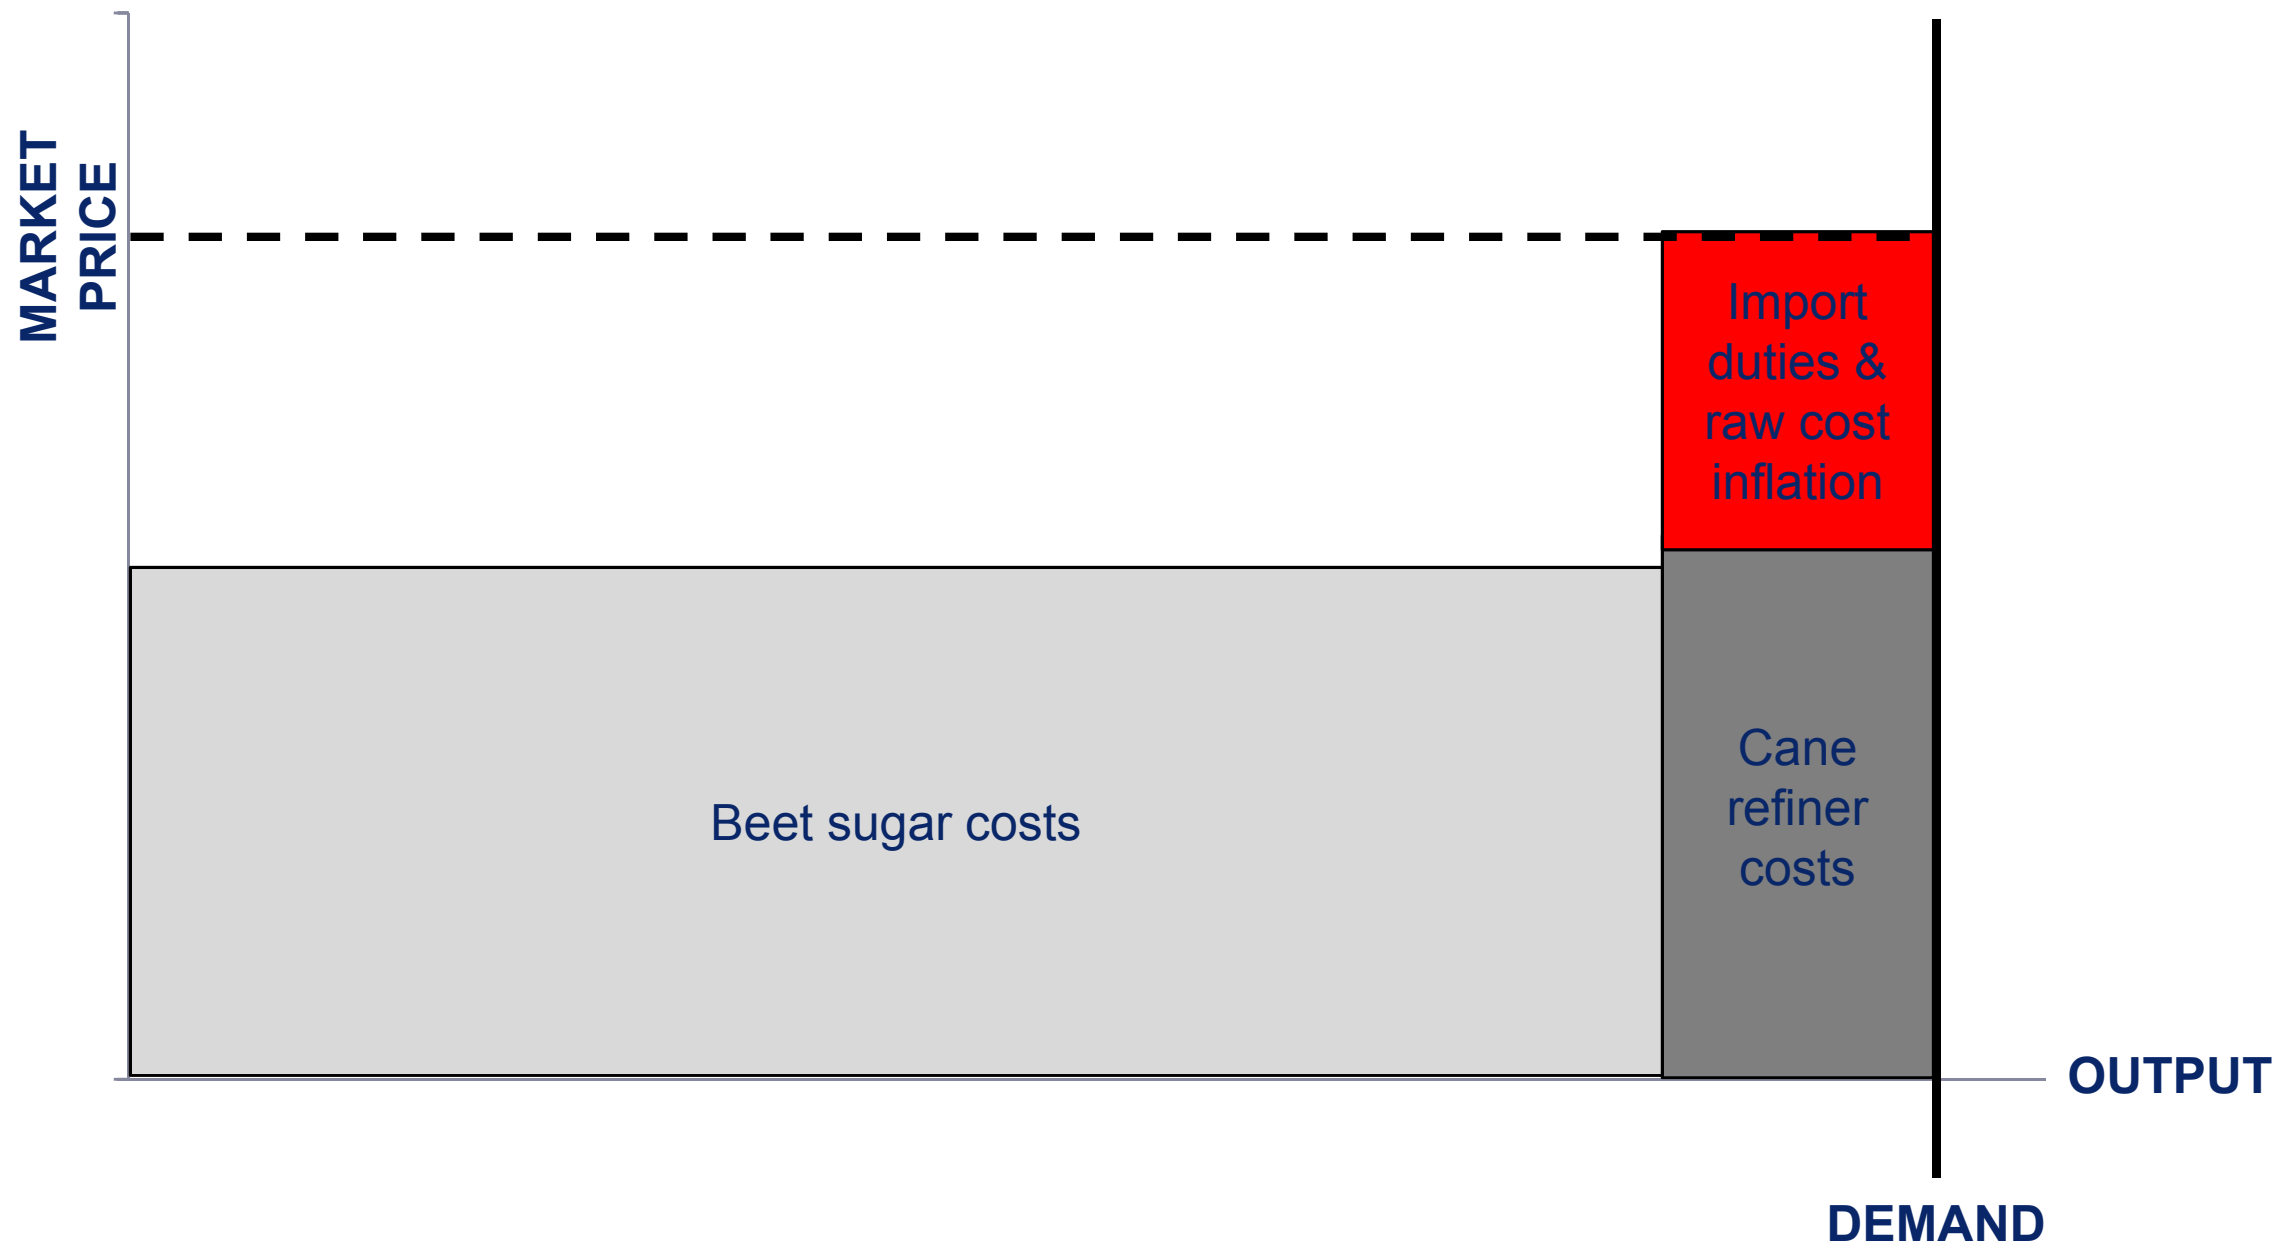 MARKET
PRICE
Import
duties &
raw cost
inflation
Beet sugar costs
Cane
refiner
costs
OUTPUT
DEMAND